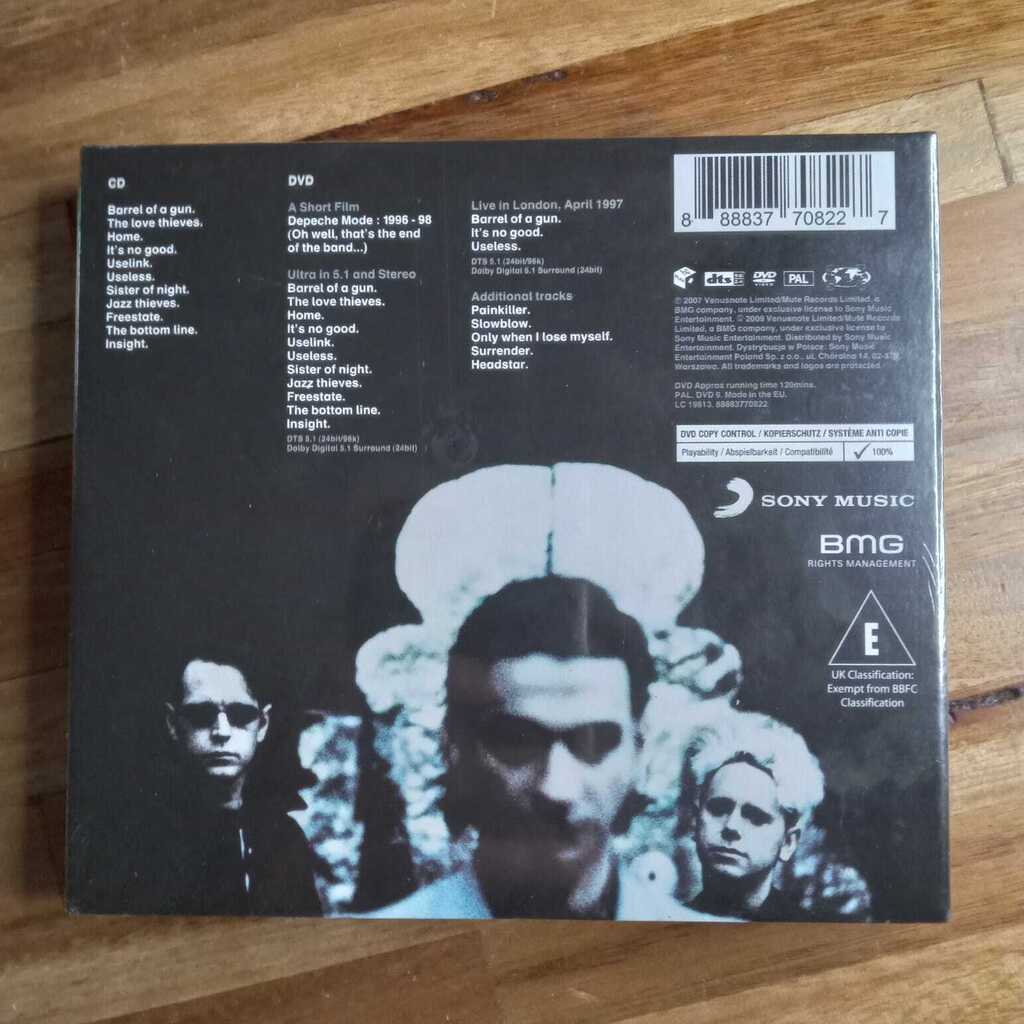 CD
Barrel of a gun.
The love thieves.
Home.
It's no good.
Uselink.
Useless.
Sister of night.
Jazz thieves.
Freestate.
The bottom line.
Insight.
DVD
A Short Film
Depeche Mode : 1996 - 98
(Oh well, that's the end
of the band...)
Ultra in 5.1 and Stereo
Barrel of a gun.
The love thieves.
Home.
It's no good.
Uselink.
Useless.
Sister of night.
Jazz thieves.
Freestate.
The bottom line.
Insight.
DTS 5.1 (24bit/96k)
Dolby Digital 5.1 Surround (24bit)
Live in London, April 1997
Barrel of a gun.
It's no good.
Useless.
DTS 5.1 (24bit/96k)
Dolby Digital 5.1 Surround (24bit)
Additional tracks
Painkiller.
Slowblow.
Only when I lose myself.
Surrender.
Headstar.
8 88837 70822 7
dts DVD VIDEO PAL
℗ 2007 Venusnote Limited/Mute Records Limited, a
BMG company, under exclusive license to Sony Music
Entertainment. © 2009 Venusnote Limited/Mute Records
Limited, a BMG company, under exclusive license to
Sony Music Entertainment. Distributed by Sony Music
Entertainment. Dystrybucja w Polsce: Sony Music
Entertainment Poland Sp. z o.o., ul. Chóralna 14, 02-879
Warszawa. All trademarks and logos are protected.
DVD Approx running time 120mins.
PAL. DVD 9. Made in the EU.
LC 19813. 88883770822
DVD COPY CONTROL / KOPIERSCHUTZ / SYSTÈME ANTI COPIE
Playability / Abspielbarkeit / Compatibilité 100%
SONY MUSIC
BMG
RIGHTS MANAGEMENT
E
UK Classification:
Exempt from BBFC
Classification